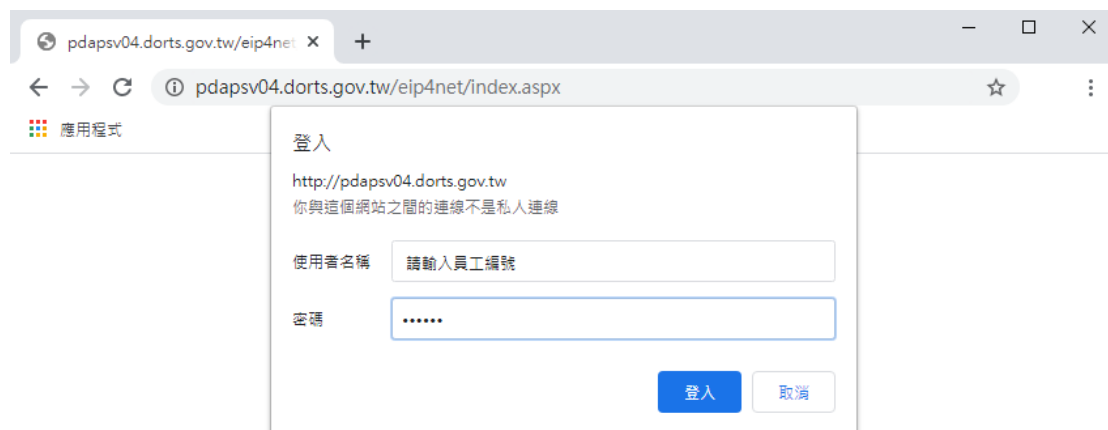 pdapsv04.dorts.gov.tw/eip4net
pdapsv04.dorts.gov.tw/eip4net/index.aspx
應用程式
登入
http://pdapsv04.dorts.gov.tw
你與這個網站之間的連線不是私人連線
使用者名稱 請輸入員工編號
密碼 ••••••
登入 取消